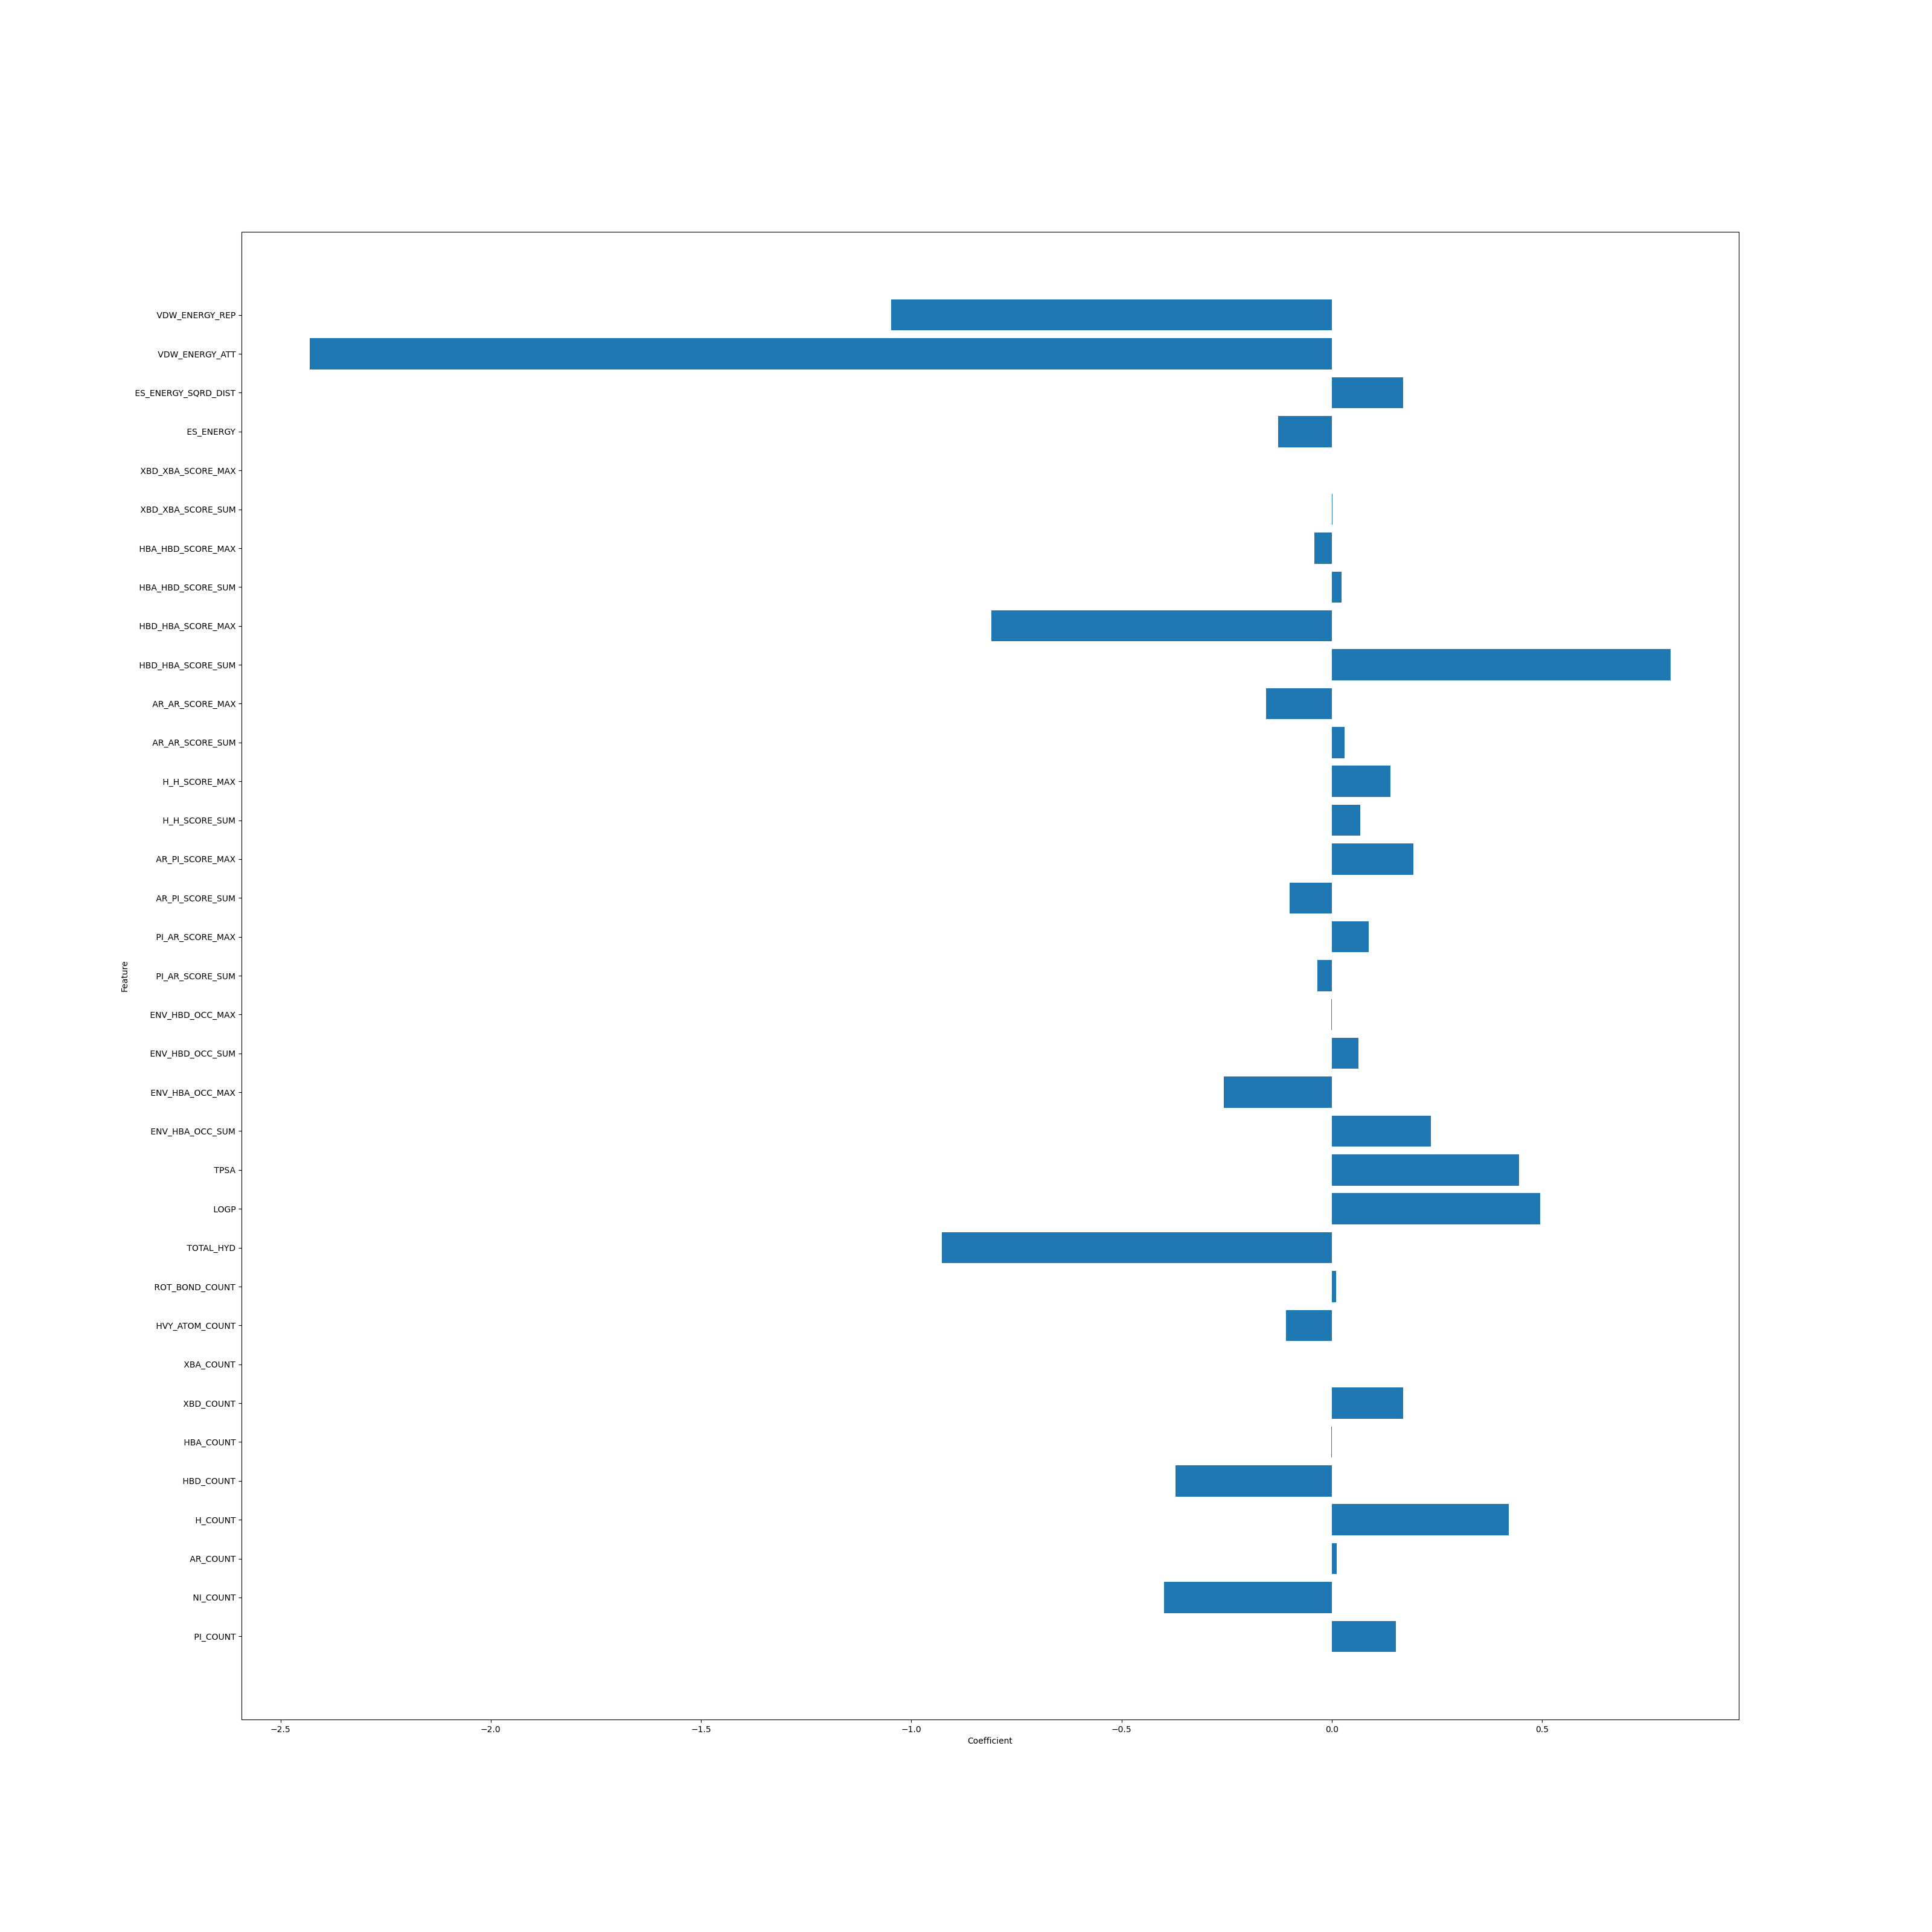 VDW_ENERGY_REP
VDW_ENERGY_ATT
ES_ENERGY_SQRD_DIST
ES_ENERGY
XBD_XBA_SCORE_MAX
XBD_XBA_SCORE_SUM
HBA_HBD_SCORE_MAX
HBA_HBD_SCORE_SUM
HBD_HBA_SCORE_MAX
HBD_HBA_SCORE_SUM
AR_AR_SCORE_MAX
AR_AR_SCORE_SUM
H_H_SCORE_MAX
H_H_SCORE_SUM
AR_PI_SCORE_MAX
AR_PI_SCORE_SUM
PI_AR_SCORE_MAX
PI_AR_SCORE_SUM
ENV_HBD_OCC_MAX
ENV_HBD_OCC_SUM
ENV_HBA_OCC_MAX
ENV_HBA_OCC_SUM
TPSA
LOGP
TOTAL_HYD
ROT_BOND_COUNT
HVY_ATOM_COUNT
XBA_COUNT
XBD_COUNT
HBA_COUNT
HBD_COUNT
H_COUNT
AR_COUNT
NI_COUNT
PI_COUNT
Feature
−2.5 −2.0 −1.5 −1.0 −0.5 0.0 0.5
Coefficient